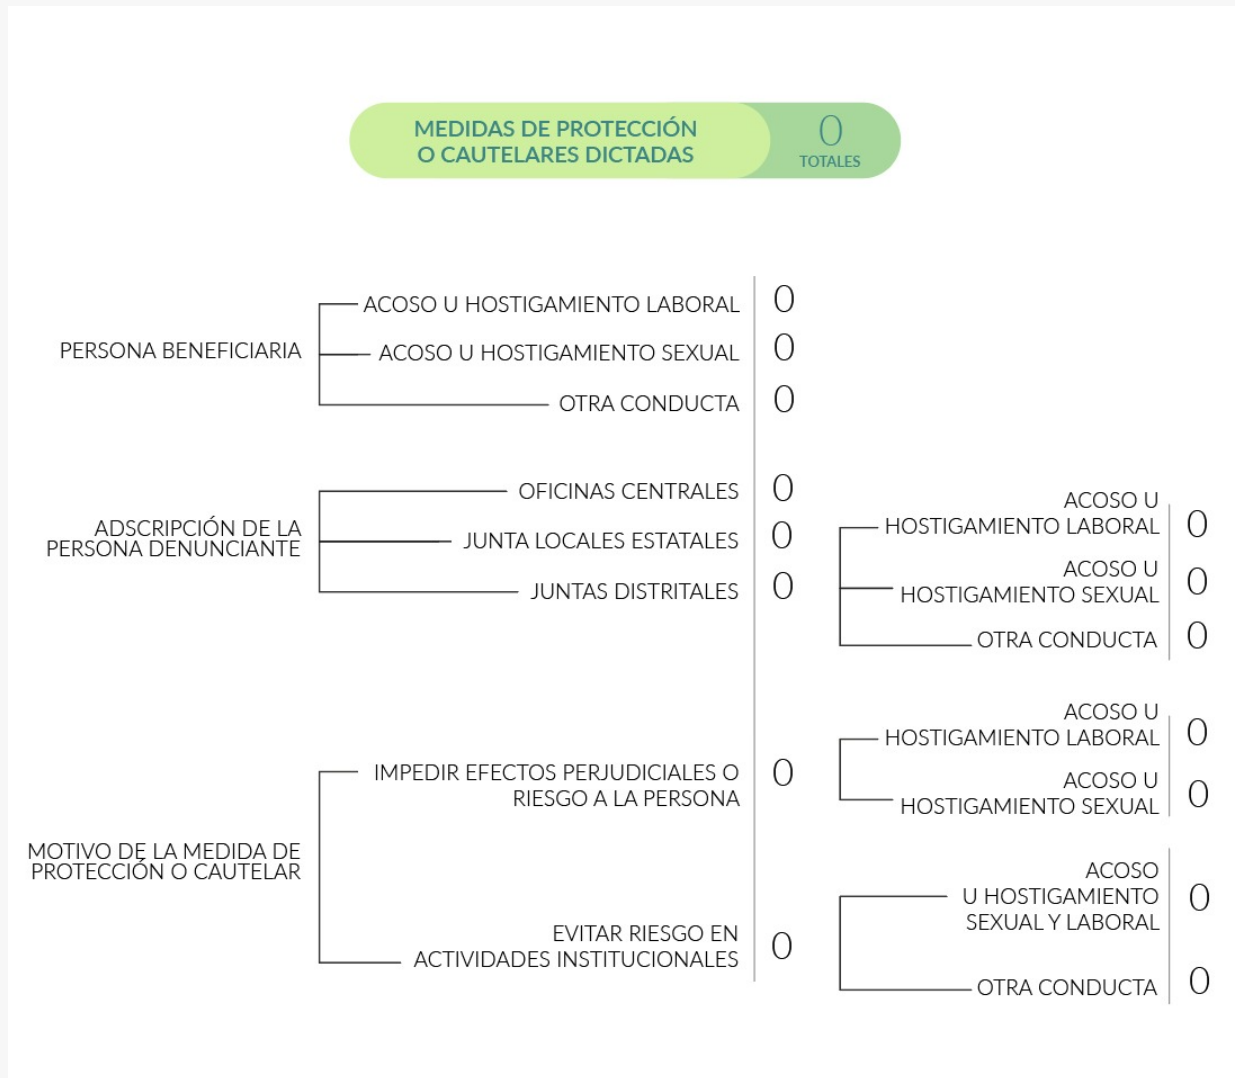 MEDIDAS DE PROTECCIÓN
O CAUTELARES DICTADAS
0
TOTALES
PERSONA BENEFICIARIA
ACOSO U HOSTIGAMIENTO LABORAL 0
ACOSO U HOSTIGAMIENTO SEXUAL 0
OTRA CONDUCTA 0
ADSCRIPCIÓN DE LA
PERSONA DENUNCIANTE
OFICINAS CENTRALES 0
JUNTA LOCALES ESTATALES 0
JUNTAS DISTRITALES 0
ACOSO U
HOSTIGAMIENTO LABORAL 0
ACOSO U
HOSTIGAMIENTO SEXUAL 0
OTRA CONDUCTA 0
MOTIVO DE LA MEDIDA DE
PROTECCIÓN O CAUTELAR
IMPEDIR EFECTOS PERJUDICIALES O
RIESGO A LA PERSONA 0
ACOSO U
HOSTIGAMIENTO LABORAL 0
ACOSO U
HOSTIGAMIENTO SEXUAL 0
EVITAR RIESGO EN
ACTIVIDADES INSTITUCIONALES 0
ACOSO
U HOSTIGAMIENTO
SEXUAL Y LABORAL 0
OTRA CONDUCTA 0